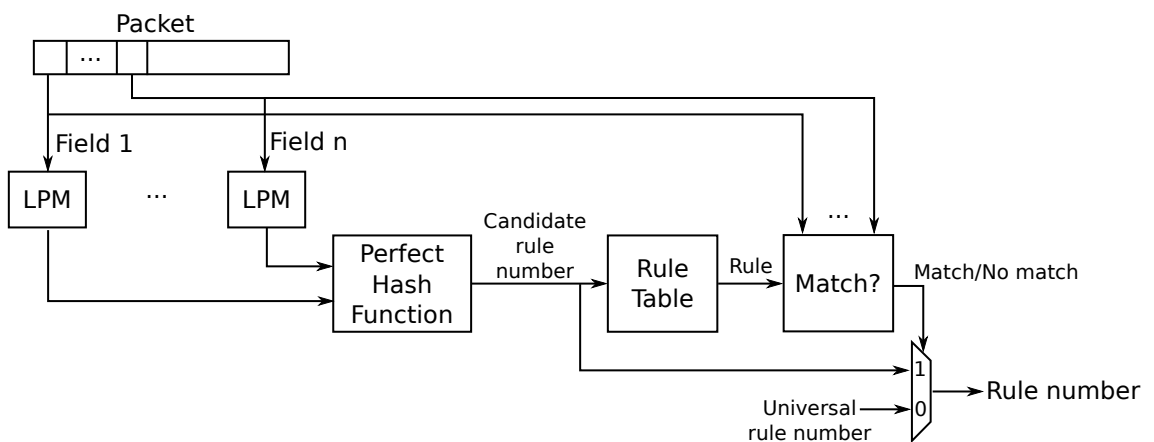 Packet
...
Field 1
Field n
LPM
...
LPM
...
Candidate
rule
number
Perfect
Hash
Function
Rule
Table
Rule
Match?
Match/No match
1
Rule number
0
Universal
rule number